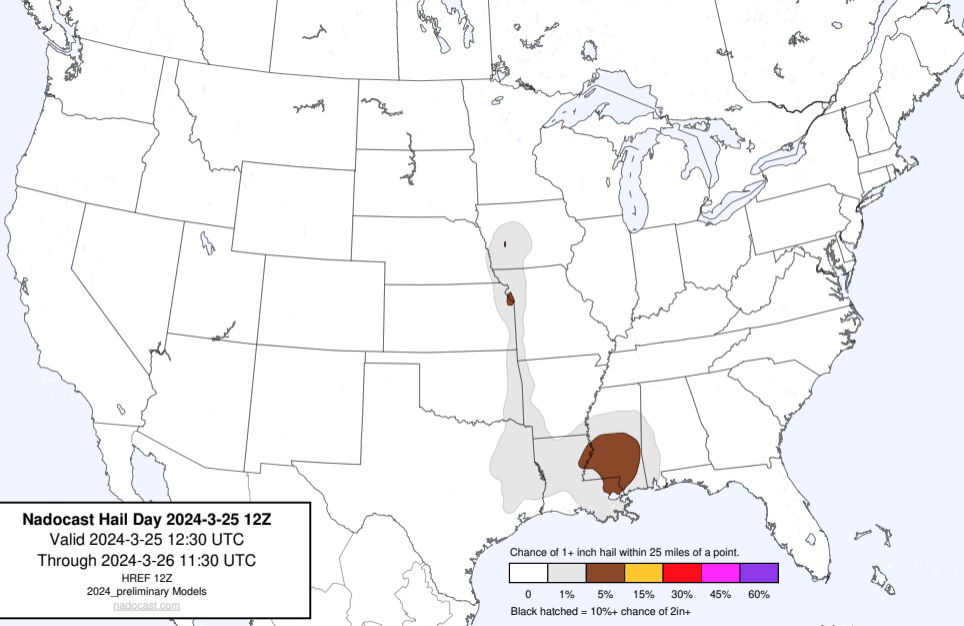 Nadocast Hail Day 2024-3-25 12Z
Valid 2024-3-25 12:30 UTC
Through 2024-3-26 11:30 UTC
HREF 12Z
2024_preliminary Models
nadocast.com
Chance of 1+ inch hail within 25 miles of a point.
0 1% 5% 15% 30% 45% 60%
Black hatched = 10%+ chance of 2in+